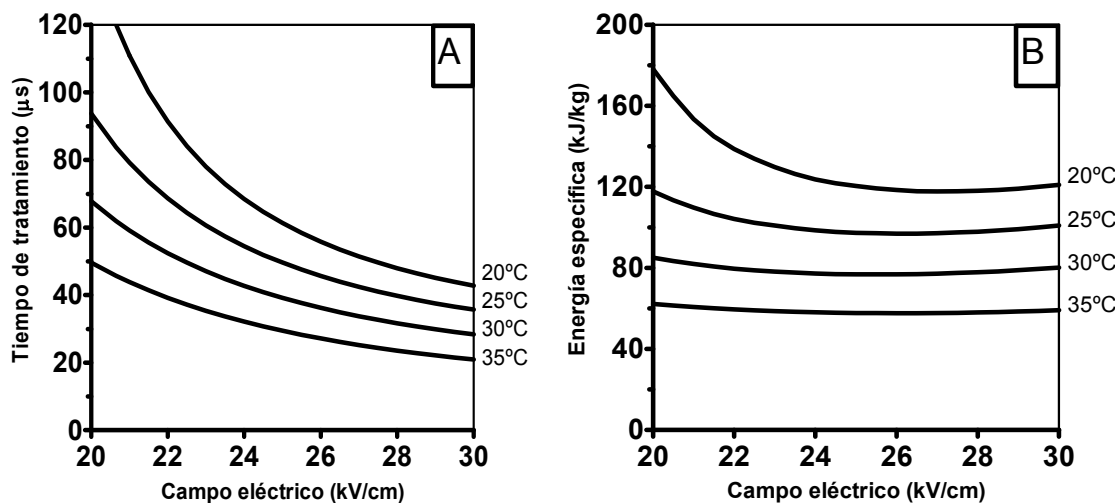 A
Tiempo de tratamiento (µs)
120
100
80
60
40
20
0
20ºC
25ºC
30ºC
35ºC
20 22 24 26 28 30
Campo eléctrico (kV/cm)
B
Energía específica (kJ/kg)
200
160
120
80
40
0
20ºC
25ºC
30ºC
35ºC
20 22 24 26 28 30
Campo eléctrico (kV/cm)